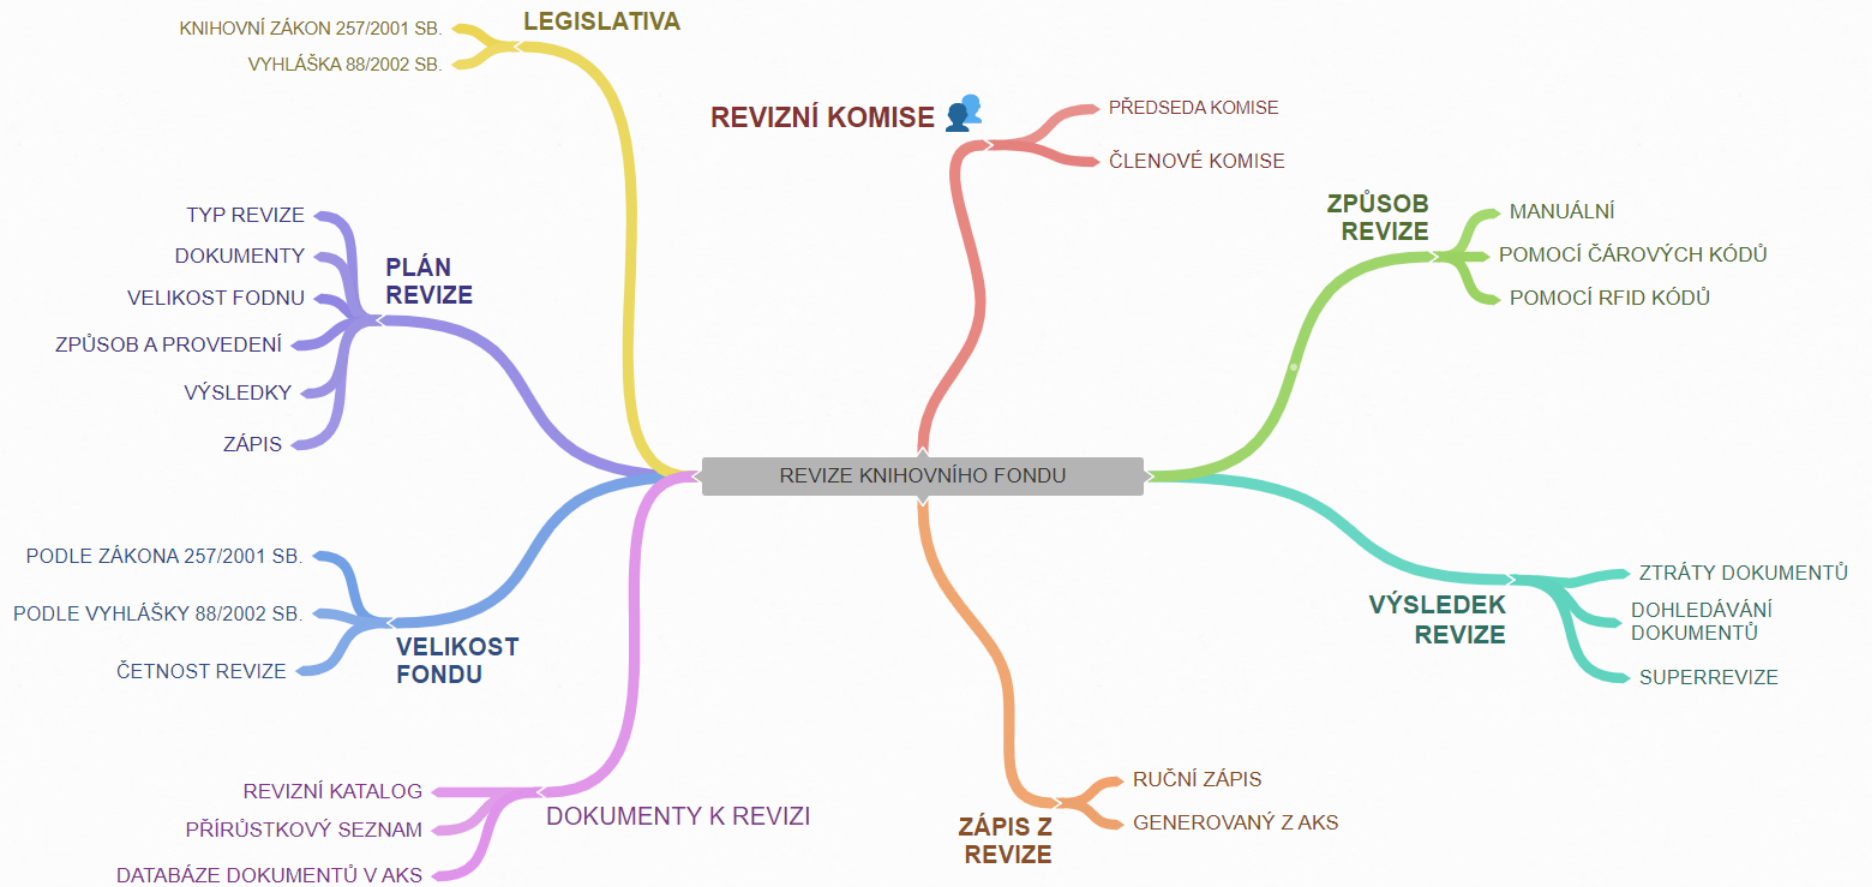 LEGISLATIVA
KNIHOVNÍ ZÁKON 257/2001 SB.
VYHLÁŠKA 88/2002 SB.
REVIZNÍ KOMISE
PŘEDSEDA KOMISE
ČLENOVÉ KOMISE
ZPŮSOB
REVIZE
MANUÁLNÍ
POMOCÍ ČÁROVÝCH KÓDŮ
POMOCÍ RFID KÓDŮ
PLÁN
REVIZE
TYP REVIZE
DOKUMENTY
VELIKOST FODNU
ZPŮSOB A PROVEDENÍ
VÝSLEDKY
ZÁPIS
REVIZE KNIHOVNÍHO FONDU
PODLE ZÁKONA 257/2001 SB.
PODLE VYHLÁŠKY 88/2002 SB.
ČETNOST REVIZE
VELIKOST
FONDU
VÝSLEDEK
REVIZE
ZTRÁTY DOKUMENTŮ
DOHLEDÁVÁNÍ
DOKUMENTŮ
SUPERREVIZE
REVIZNÍ KATALOG
PŘÍRŮSTKOVÝ SEZNAM
DATABÁZE DOKUMENTŮ V AKS
DOKUMENTY K REVIZI
ZÁPIS Z
REVIZE
RUČNÍ ZÁPIS
GENEROVANÝ Z AKS